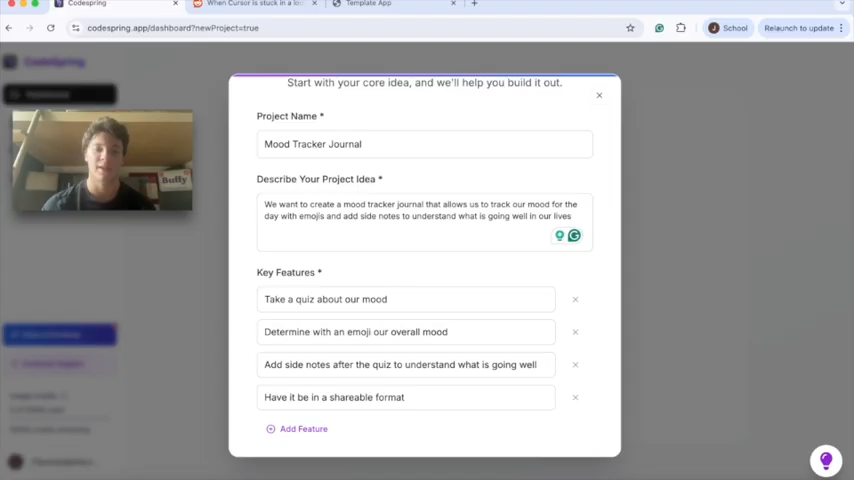 Codespring
When Cursor is stuck in a loo
Template App
codespring.app/dashboard?newProject=true
School
Relaunch to update
CodeSpring
Start with your core idea, and we'll help you build it out.
Project Name *
Mood Tracker Journal
Buffy
Describe Your Project Idea *
We want to create a mood tracker journal that allows us to track our mood for the
day with emojis and add side notes to understand what is going well in our lives
Key Features *
Take a quiz about our mood
Determine with an emoji our overall mood
Add side notes after the quiz to understand what is going well
Have it be in a shareable format
Add Feature